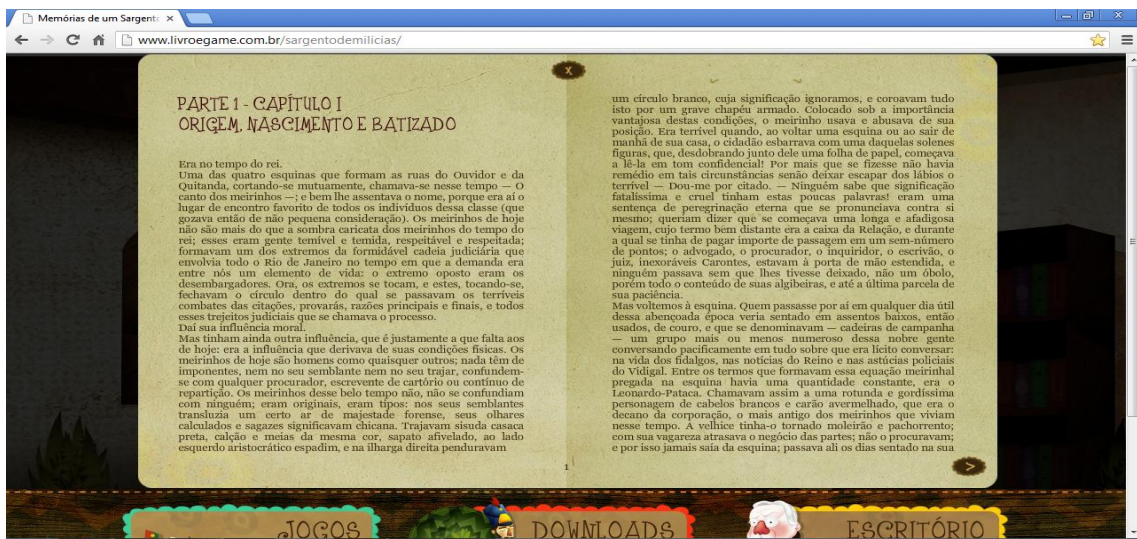 Memórias de um Sargent
www.livroegame.com.br/sargentodemilicias/
X
PARTE 1 - CAPÍTULO I
ORIGEM, NASCIMENTO E BATIZADO
Era no tempo do rei.
Uma das quatro esquinas que formam as ruas do Ouvidor e da
Quitanda, cortando-se mutuamente, chamava-se nesse tempo — O
canto dos meirinhos —; e bem lhe assentava o nome, porque era aí o
lugar de encontro favorito de todos os indivíduos dessa classe (que
gozava então de não pequena consideração). Os meirinhos de hoje
não são mais do que a sombra caricata dos meirinhos do tempo do
rei; esses eram gente temível e temida, respeitável e respeitada;
formavam um dos extremos da formidável cadeia judiciária que
envolvia todo o Rio de Janeiro no tempo em que a demanda era
entre nós um elemento de vida: o extremo oposto eram os
desembargadores. Ora, os extremos se tocam, e estes, tocando-se,
fechavam o círculo dentro do qual se passavam os terríveis
combates das citações, provarás, razões principais e finais, e todos
esses trejeitos judiciais que se chamava o processo.
Daí sua influência moral.
Mas tinham ainda outra influência, que é justamente a que falta aos
de hoje: era a influência que derivava de suas condições físicas. Os
meirinhos de hoje são homens como quaisquer outros; nada têm de
imponentes, nem no seu semblante nem no seu trajar, confundem-
se com qualquer procurador, escrevente de cartório ou contínuo de
repartição. Os meirinhos desse belo tempo não, não se confundiam
com ninguém; eram originais, eram tipos: nos seus semblantes
transluzia um certo ar de majestade forense, seus olhares
calculados e sagazes significavam chicana. Trajavam sisuda casaca
preta, calção e meias da mesma cor, sapato afivelado, ao lado
esquerdo aristocrático espadim, e na ilharga direita penduravam
um círculo branco, cuja significação ignoramos, e coroavam tudo
isto por um grave chapéu armado. Colocado sob a importância
vantajosa destas condições, o meirinho usava e abusava de sua
posição. Era terrível quando, ao voltar uma esquina ou ao sair de
manhã de sua casa, o cidadão esbarrava com uma daquelas solenes
figuras, que, desdobrando junto dele uma folha de papel, começava
a lê-la em tom confidencial! Por mais que se fizesse não havia
remédio em tais circunstâncias senão deixar escapar dos lábios o
terrível — Dou-me por citado. — Ninguém sabe que significação
fatalíssima e cruel tinham estas poucas palavras! eram uma
sentença de peregrinação eterna que se pronunciava contra si
mesmo; queriam dizer que se começava uma longa e afadigosa
viagem, cujo termo bem distante era a caixa da Relação, e durante
a qual se tinha de pagar importe de passagem em um sem-número
de pontos; o advogado, o procurador, o inquiridor, o escrivão, o
juiz, inexoráveis Carontes, estavam à porta de mão estendida, e
ninguém passava sem que lhes tivesse deixado, não um óbolo,
porém todo o conteúdo de suas algibeiras, e até a última parcela de
sua paciência.
Mas voltemos à esquina. Quem passasse por aí em qualquer dia útil
dessa abençoada época veria sentado em assentos baixos, então
usados, de couro, e que se denominavam — cadeiras de campanha
— um grupo mais ou menos numeroso dessa nobre gente
conversando pacificamente em tudo sobre que era lícito conversar:
na vida dos fidalgos, nas notícias do Reino e nas astúcias policiais
do Vidigal. Entre os termos que formavam essa equação meirinhal
pregada na esquina havia uma quantidade constante, era o
Leonardo-Pataca. Chamavam assim a uma rotunda e gordíssima
personagem de cabelos brancos e carão avermelhado, que era o
decano da corporação, o mais antigo dos meirinhos que viviam
nesse tempo. A velhice tinha-o tornado moleirão e pachorrento;
com sua vagareza atrasava o negócio das partes; não o procuravam;
e por isso jamais saía da esquina; passava ali os dias sentado na sua
1
JOGOS
DOWNLOADS
ESCRITÓRIO